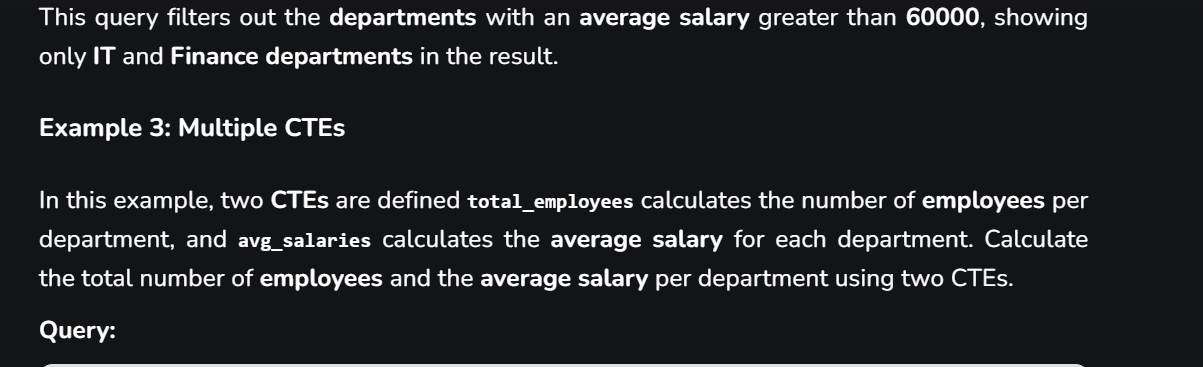 This query filters out the departments with an average salary greater than 60000, showing
only IT and Finance departments in the result.
Example 3: Multiple CTEs
In this example, two CTEs are defined total_employees calculates the number of employees per
department, and avg_salaries calculates the average salary for each department. Calculate
the total number of employees and the average salary per department using two CTEs.
Query: